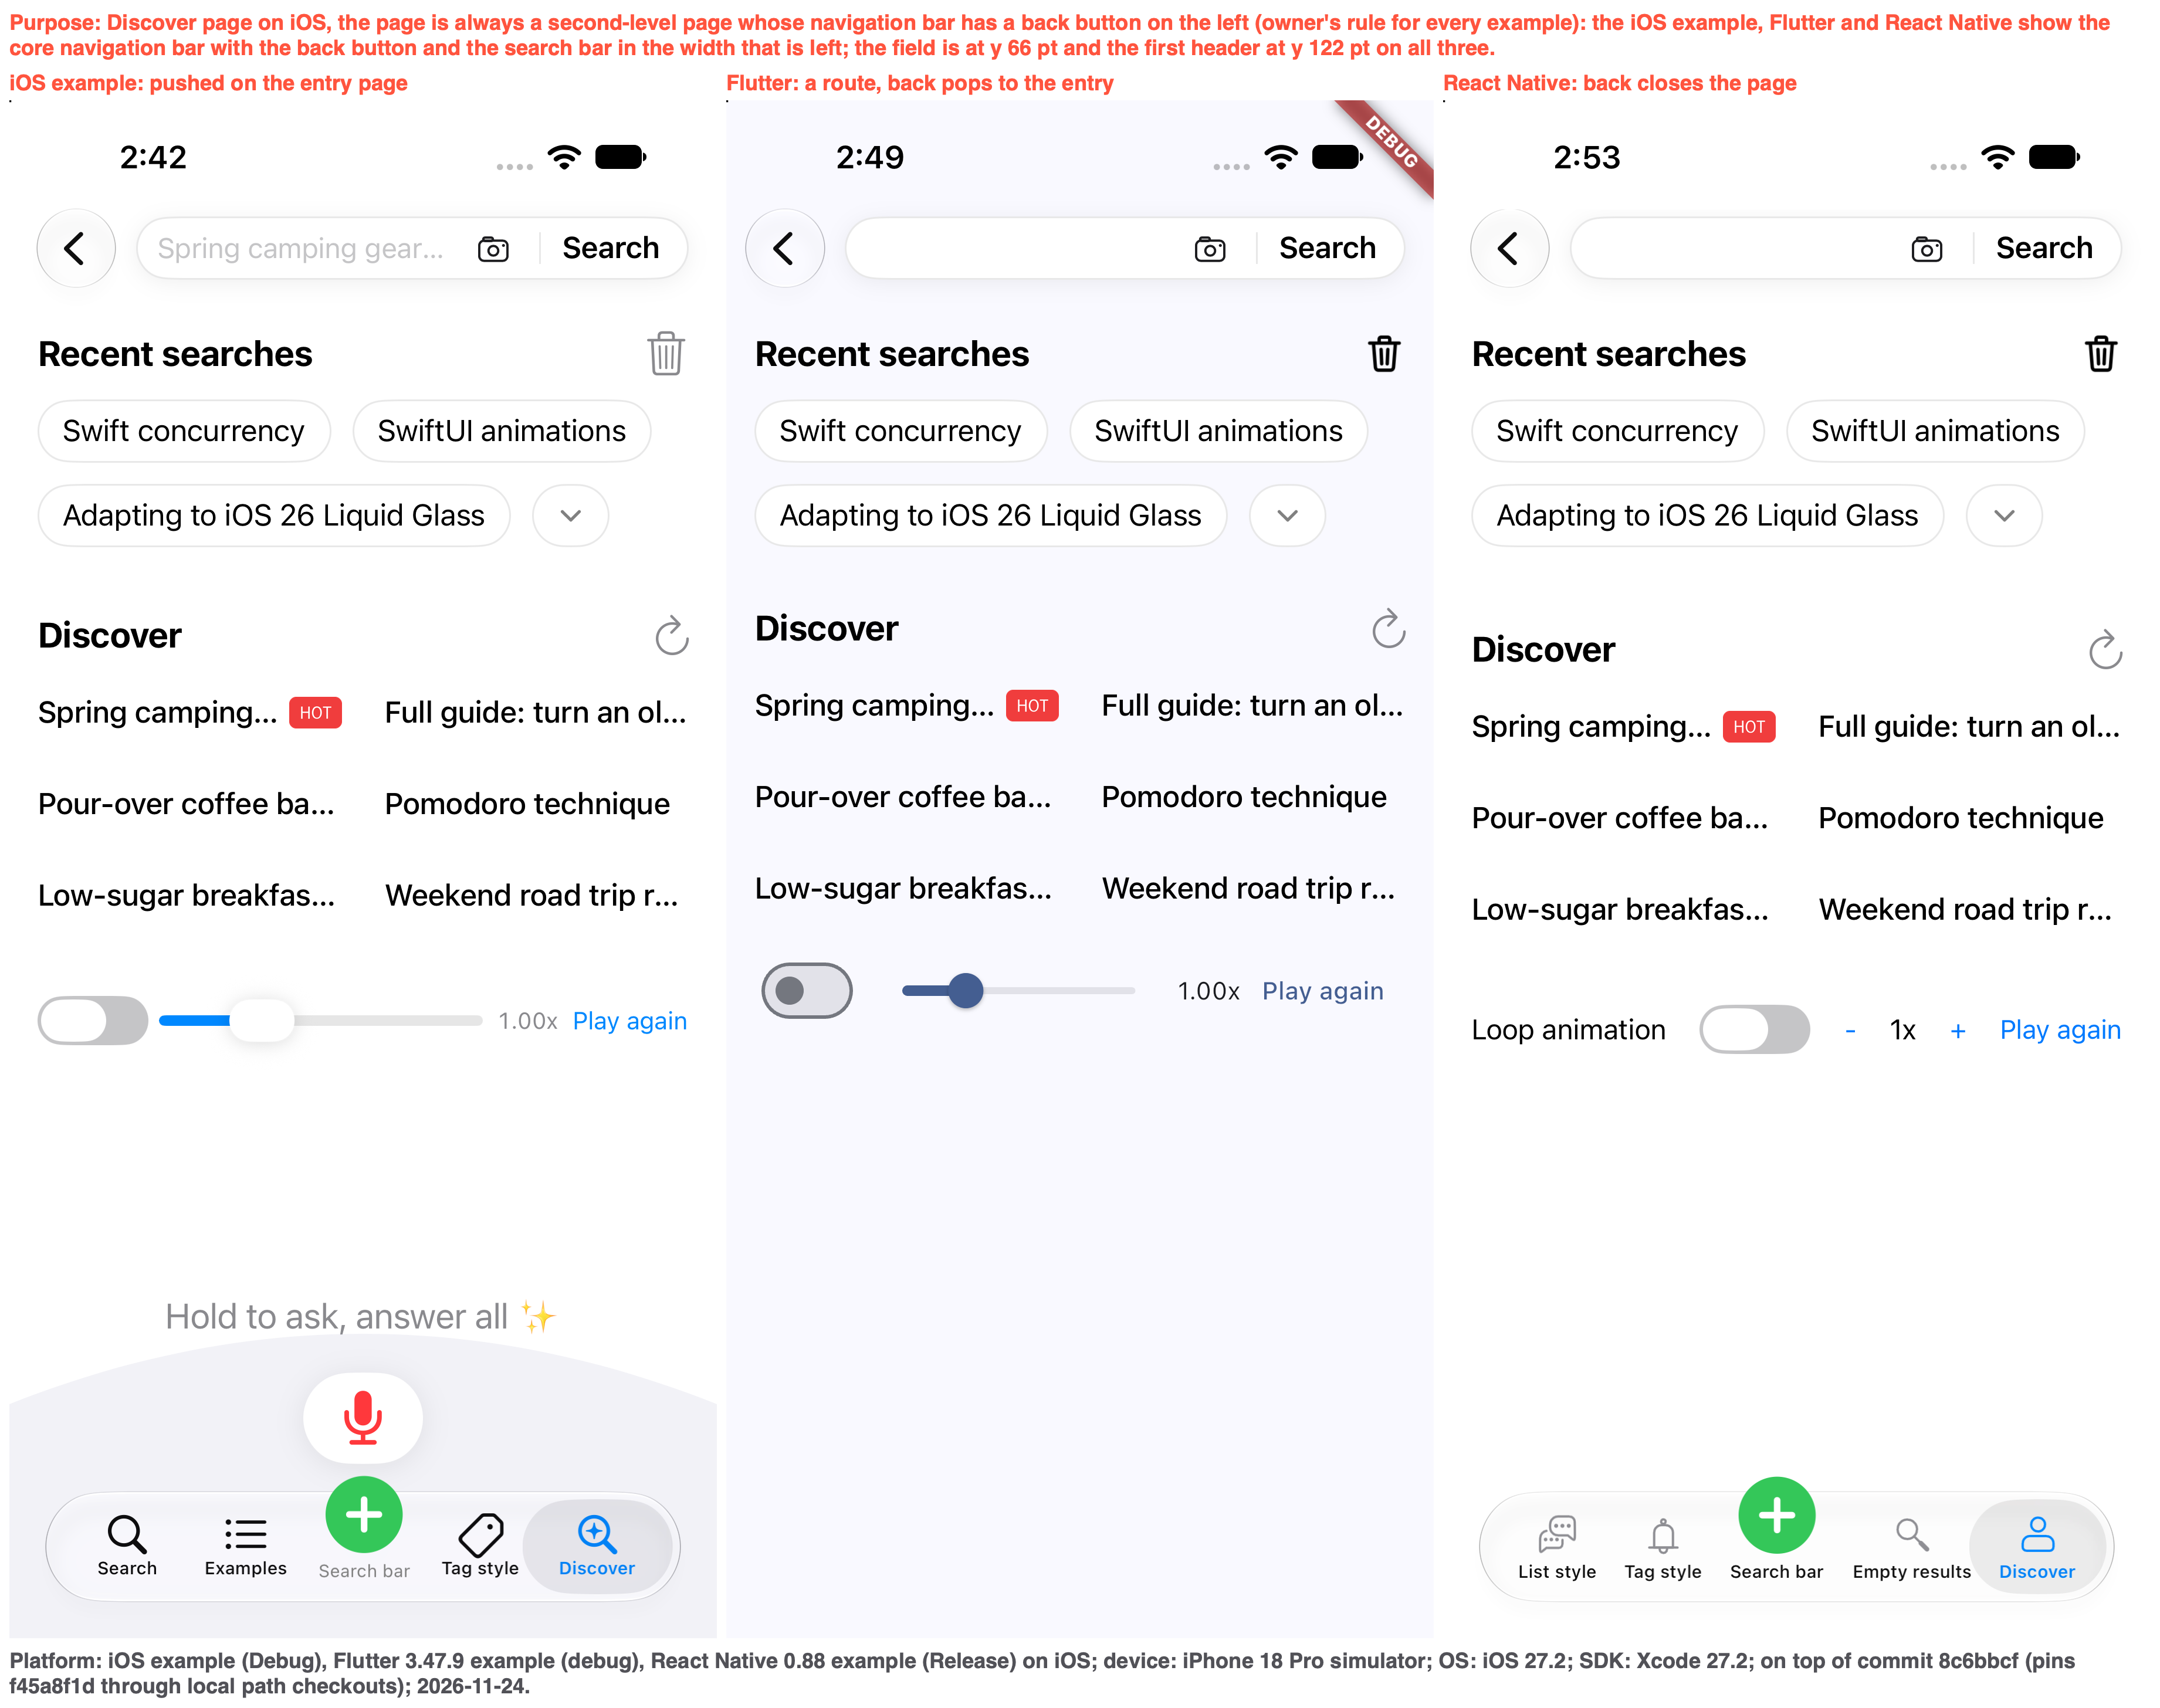 Purpose: Discover page on iOS, the page is always a second-level page whose navigation bar has a back button on the left (owner's rule for every example): the iOS example, Flutter and React Native show the
core navigation bar with the back button and the search bar in the width that is left; the field is at y 66 pt and the first header at y 122 pt on all three.
iOS example: pushed on the entry page
2:42
Spring camping gear...
Search
Recent searches
Swift concurrency
SwiftUI animations
Adapting to iOS 26 Liquid Glass
Discover
Spring camping... HOT
Full guide: turn an ol...
Pour-over coffee ba...
Pomodoro technique
Low-sugar breakfas...
Weekend road trip r...
1.00x
Play again
Hold to ask, answer all ✨
Search
Examples
Search bar
Tag style
Discover
Flutter: a route, back pops to the entry
2:49
DEBUG
Search
Recent searches
Swift concurrency
SwiftUI animations
Adapting to iOS 26 Liquid Glass
Discover
Spring camping... HOT
Full guide: turn an ol...
Pour-over coffee ba...
Pomodoro technique
Low-sugar breakfas...
Weekend road trip r...
1.00x
Play again
React Native: back closes the page
2:53
Search
Recent searches
Swift concurrency
SwiftUI animations
Adapting to iOS 26 Liquid Glass
Discover
Spring camping... HOT
Full guide: turn an ol...
Pour-over coffee ba...
Pomodoro technique
Low-sugar breakfas...
Weekend road trip r...
Loop animation
- 1x +
Play again
List style
Tag style
Search bar
Empty results
Discover
Platform: iOS example (Debug), Flutter 3.47.9 example (debug), React Native 0.88 example (Release) on iOS; device: iPhone 18 Pro simulator; OS: iOS 27.2; SDK: Xcode 27.2; on top of commit 8c6bbcf (pins
f45a8f1d through local path checkouts); 2026-11-24.